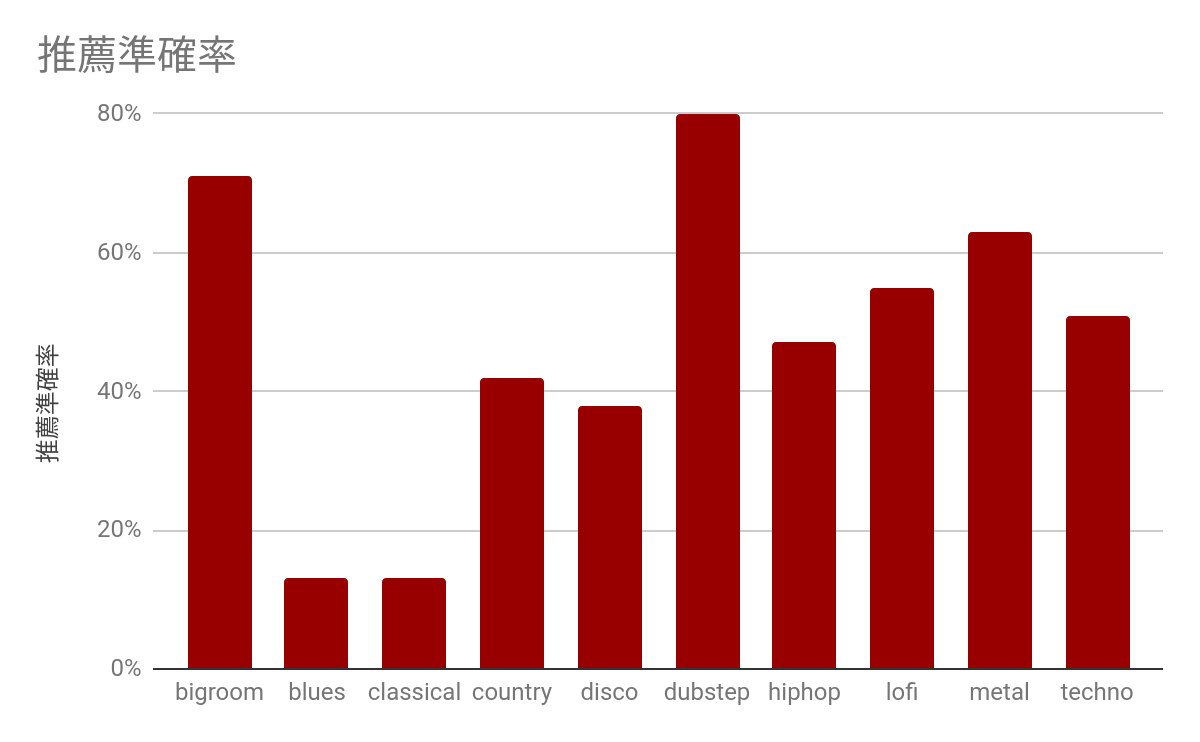 推薦準確率
80%
60%
40%
20%
0%
推薦準確率
bigroom blues classical country disco dubstep hiphop lofi metal techno